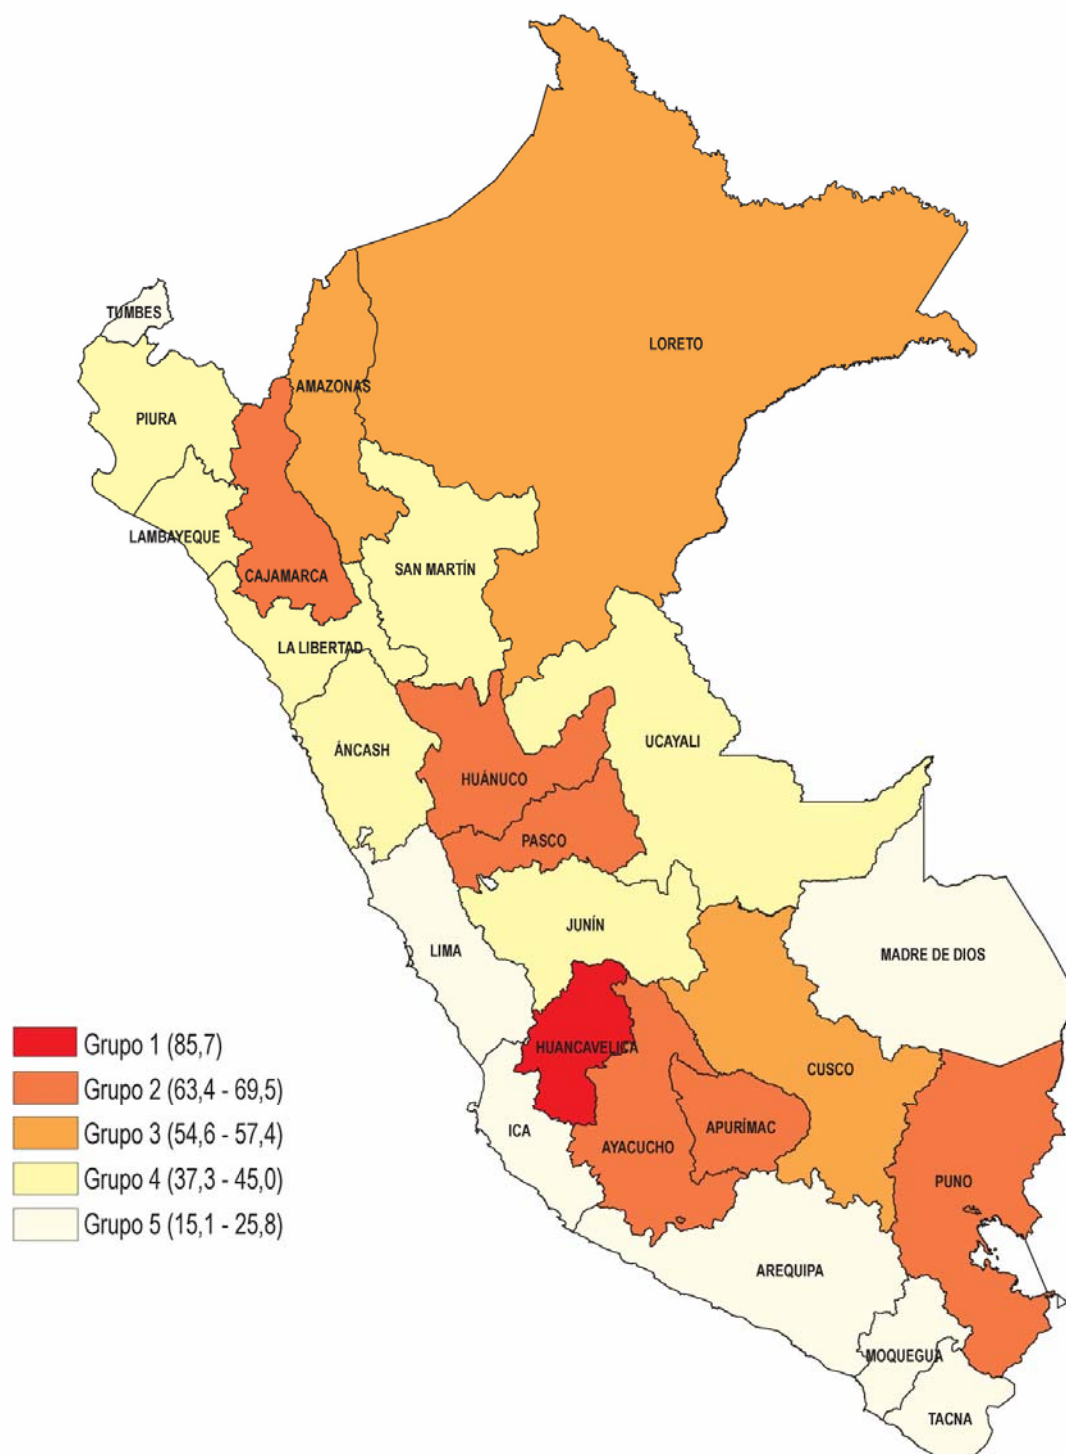 TUMBES
LORETO
AMAZONAS
PIURA
LAMBAYEQUE
SAN MARTÍN
CAJAMARCA
LA LIBERTAD
UCAYALI
ÁNCASH
HUÁNUCO
PASCO
JUNÍN
LIMA
MADRE DE DIOS
HUANCAVELICA
CUSCO
ICA
APURÍMAC
AYACUCHO
PUNO
AREQUIPA
MOQUEGUA
TACNA
Grupo 1 (85,7)
Grupo 2 (63,4 - 69,5)
Grupo 3 (54,6 - 57,4)
Grupo 4 (37,3 - 45,0)
Grupo 5 (15,1 - 25,8)